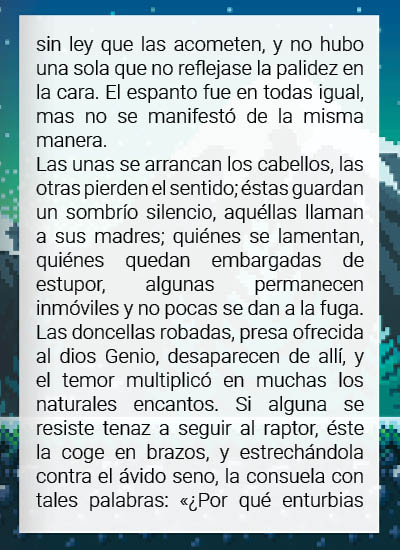 sin ley que las acometen, y no hubo
una sola que no reflejase la palidez en
la cara. El espanto fue en todas igual,
mas no se manifestó de la misma
manera.
Las unas se arrancan los cabellos, las
otras pierden el sentido; éstas guardan
un sombrío silencio, aquéllas llaman
a sus madres; quiénes se lamentan,
quiénes quedan embargadas de
estupor, algunas permanecen
inmóviles y no pocas se dan a la fuga.
Las doncellas robadas, presa ofrecida
al dios Genio, desaparecen de allí, y
el temor multiplicó en muchas los
naturales encantos. Si alguna se
resiste tenaz a seguir al raptor, éste
la coge en brazos, y estrechándola
contra el ávido seno, la consuela con
tales palabras: «¿Por qué enturbias